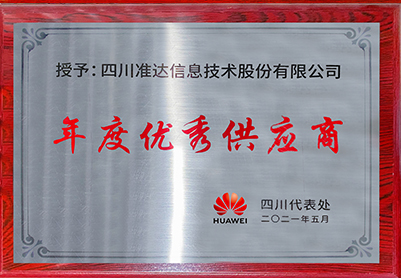 授予：四川准达信息技术股份有限公司
年度优秀供应商
HUAWEI
四川代表处
二〇二一年五月